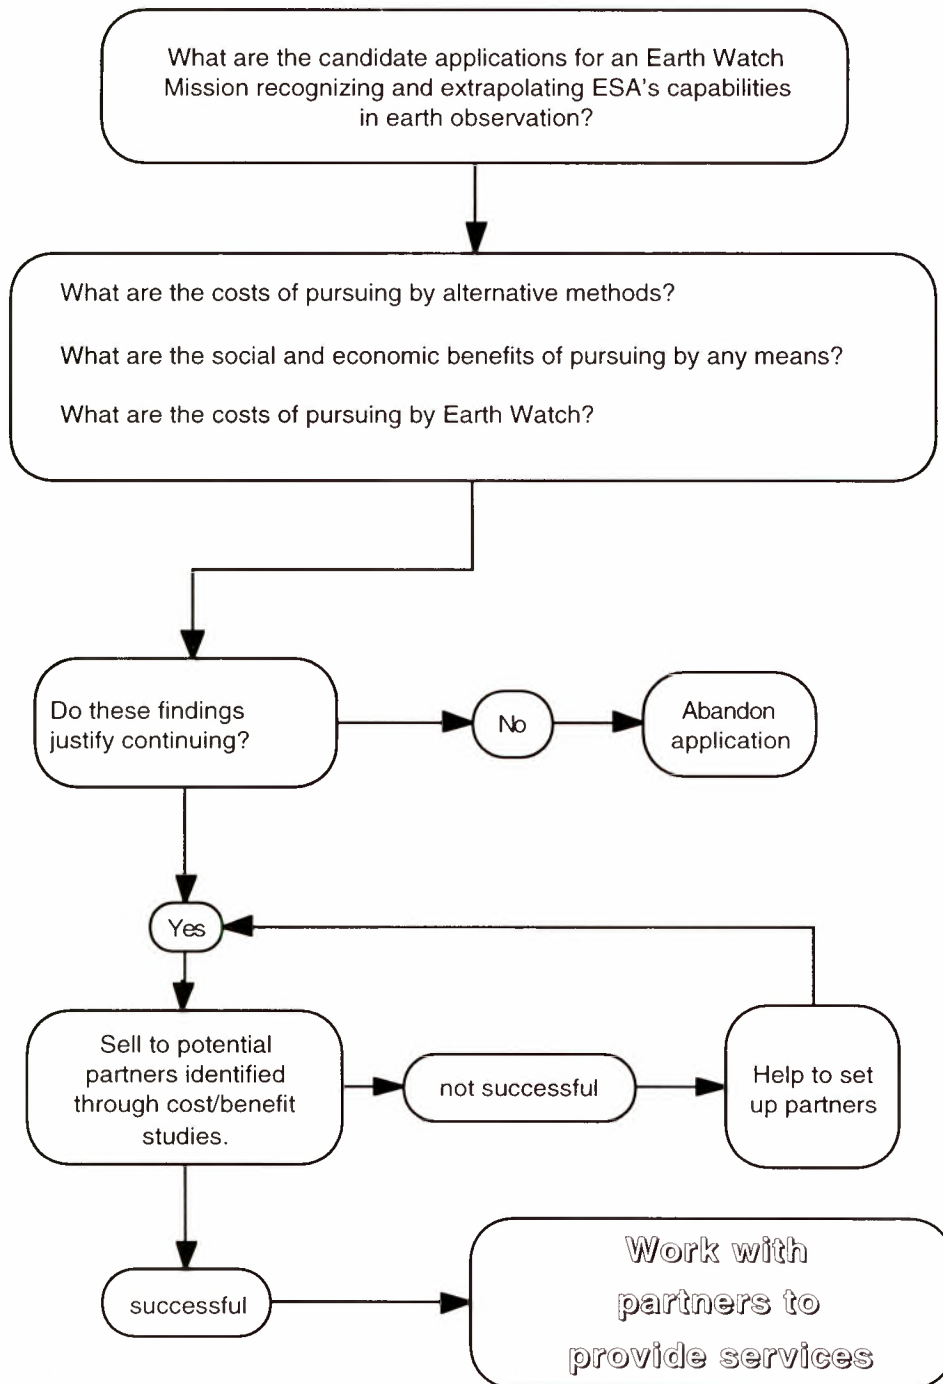 What are the candidate applications for an Earth Watch
Mission recognizing and extrapolating ESA's capabilities
in earth observation?
What are the costs of pursuing by alternative methods?
What are the social and economic benefits of pursuing by any means?
What are the costs of pursuing by Earth Watch?
Do these findings
justify continuing?
No
Abandon
application
Yes
Sell to potential
partners identified
through cost/benefit
studies.
not successful
Help to set
up partners
successful
Work with
partners to
provide services